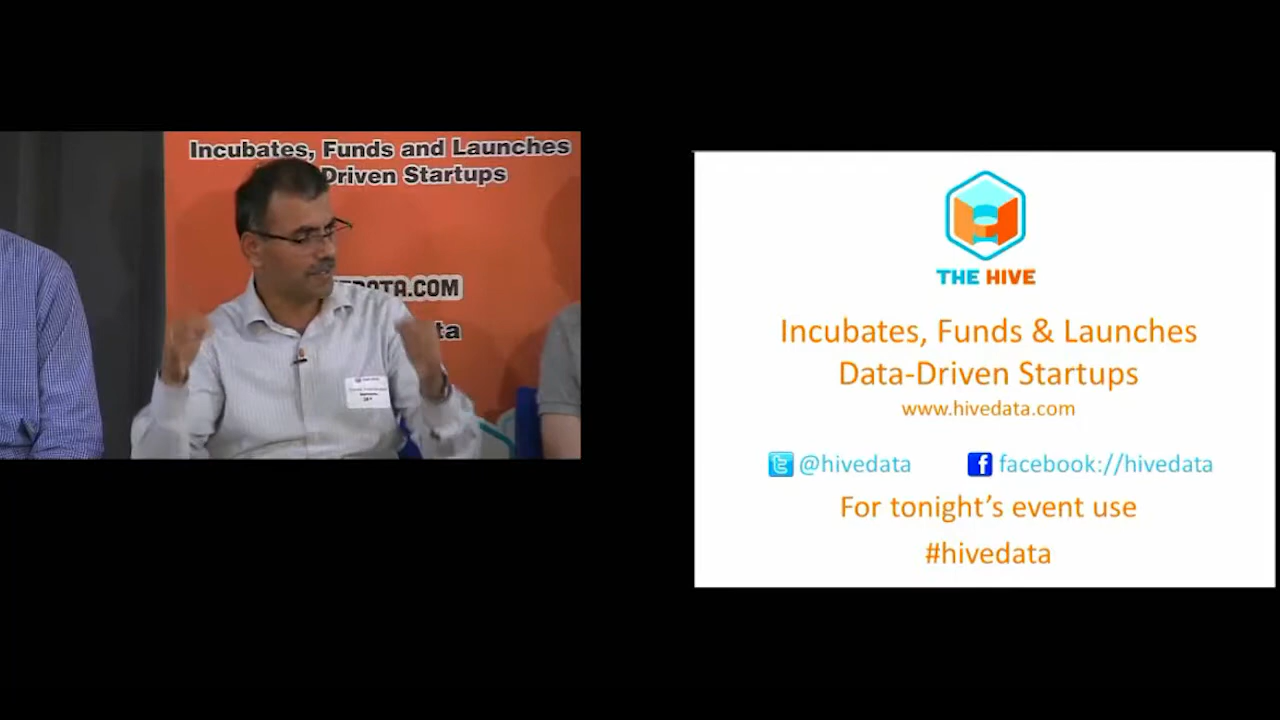 Incubates, Funds and Launches
Driven Startups
.COM
THE HIVE
Incubates, Funds & Launches
Data-Driven Startups
www.hivedata.com
@hivedata
facebook://hivedata
For tonight's event use
#hivedata